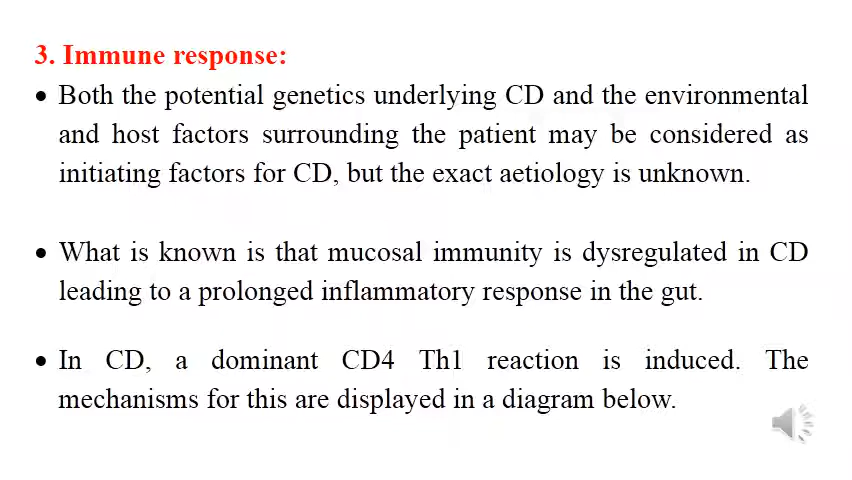 3. Immune response:
• Both the potential genetics underlying CD and the environmental
and host factors surrounding the patient may be considered as
initiating factors for CD, but the exact aetiology is unknown.
• What is known is that mucosal immunity is dysregulated in CD
leading to a prolonged inflammatory response in the gut.
• In CD, a dominant CD4 Th1 reaction is induced. The
mechanisms for this are displayed in a diagram below.